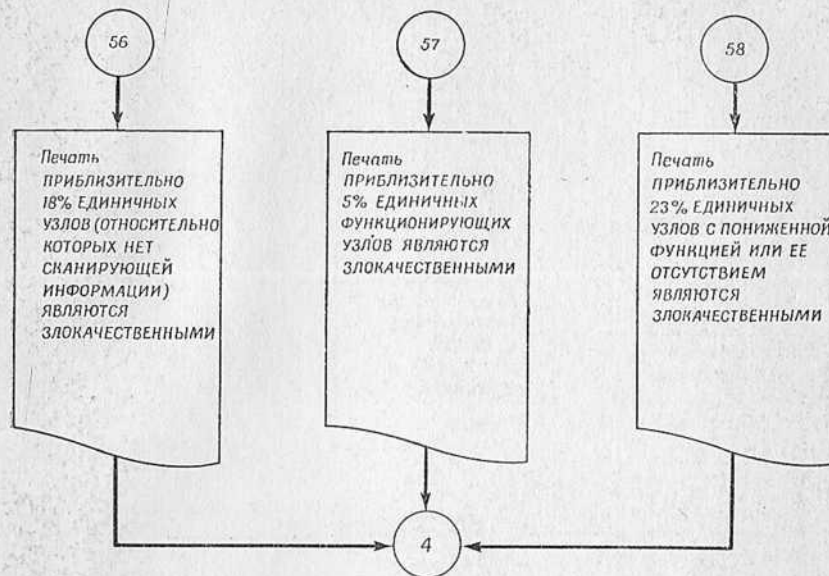 56
57
58
Печать
ПРИБЛИЗИТЕЛЬНО
18% ЕДИНИЧНЫХ
УЗЛОВ (ОТНОСИТЕЛЬНО
КОТОРЫХ НЕТ
СКАНИРУЮЩЕЙ
ИНФОРМАЦИИ)
ЯВЛЯЮТСЯ
ЗЛОКАЧЕСТВЕННЫМИ
Печать
ПРИБЛИЗИТЕЛЬНО
5% ЕДИНИЧНЫХ
ФУНКЦИОНИРУЮЩИХ
УЗЛОВ ЯВЛЯЮТСЯ
ЗЛОКАЧЕСТВЕННЫМИ
Печать
ПРИБЛИЗИТЕЛЬНО
23% ЕДИНИЧНЫХ
УЗЛОВ С ПОНИЖЕННОЙ
ФУНКЦИЕЙ ИЛИ ЕЕ
ОТСУТСТВИЕМ
ЯВЛЯЮТСЯ
ЗЛОКАЧЕСТВЕННЫМИ
4